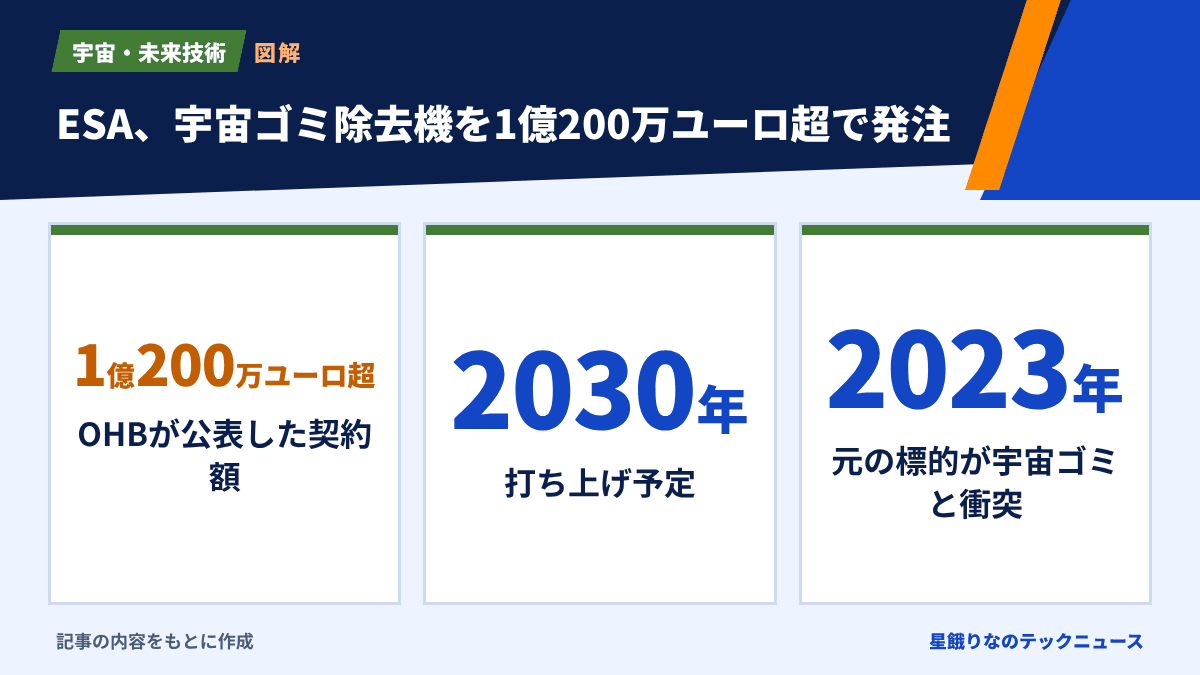 宇宙・未来技術 図解
ESA、宇宙ゴミ除去機を1億200万ユーロ超で発注
1億200万ユーロ超
OHBが公表した契約
額
2030年
打ち上げ予定
2023年
元の標的が宇宙ゴミ
と衝突
記事の内容をもとに作成
星餓りなのテックニュース